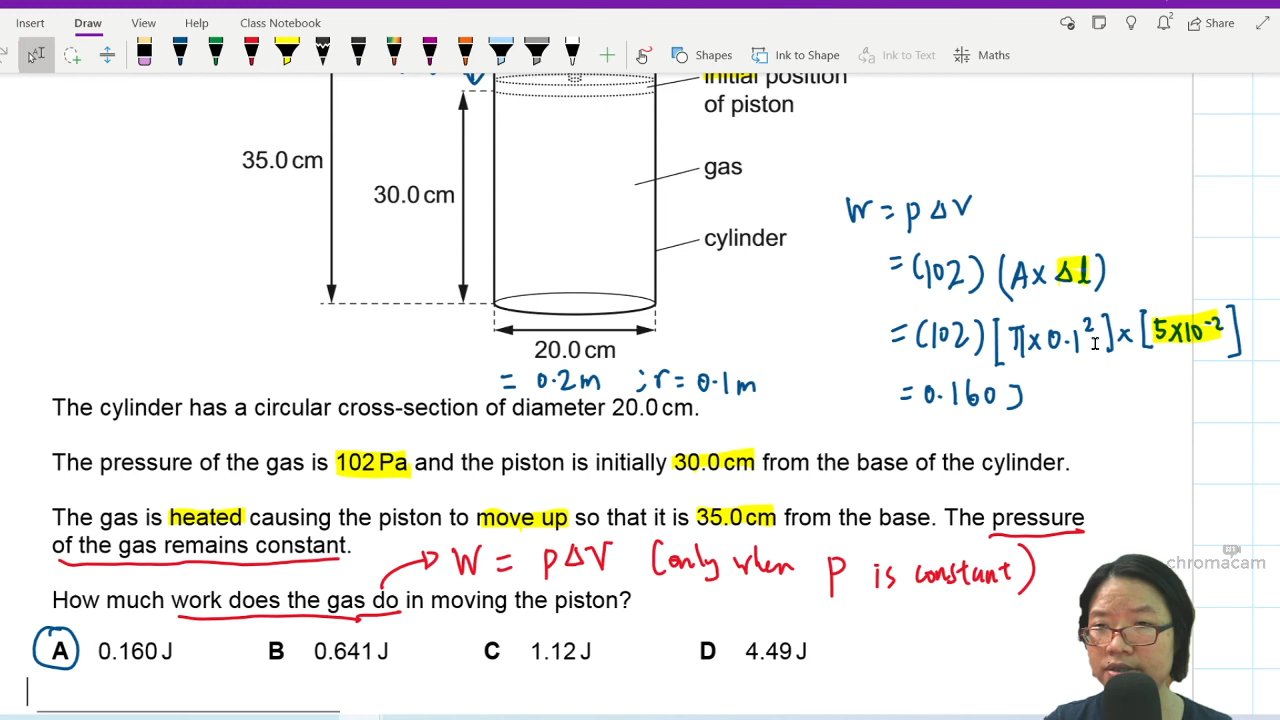 Insert Draw View Help Class Notebook
2 Share
A Shapes Ink to Shape Ink to Text Maths
initial position
of piston
35.0 cm
30.0 cm
gas
cylinder
20.0 cm
= 0.2m ; r = 0.1m
W = p ΔV
= (102) (A x Δl)
= (102) [π x 0.1²] x [5x10⁻²]
= 0.160 J
The cylinder has a circular cross-section of diameter 20.0 cm.
The pressure of the gas is 102 Pa and the piston is initially 30.0 cm from the base of the cylinder.
The gas is heated causing the piston to move up so that it is 35.0 cm from the base. The pressure
of the gas remains constant.
W = pΔV (only when p is constant)
How much work does the gas do in moving the piston?
A 0.160 J B 0.641 J C 1.12 J D 4.49 J
chromacam